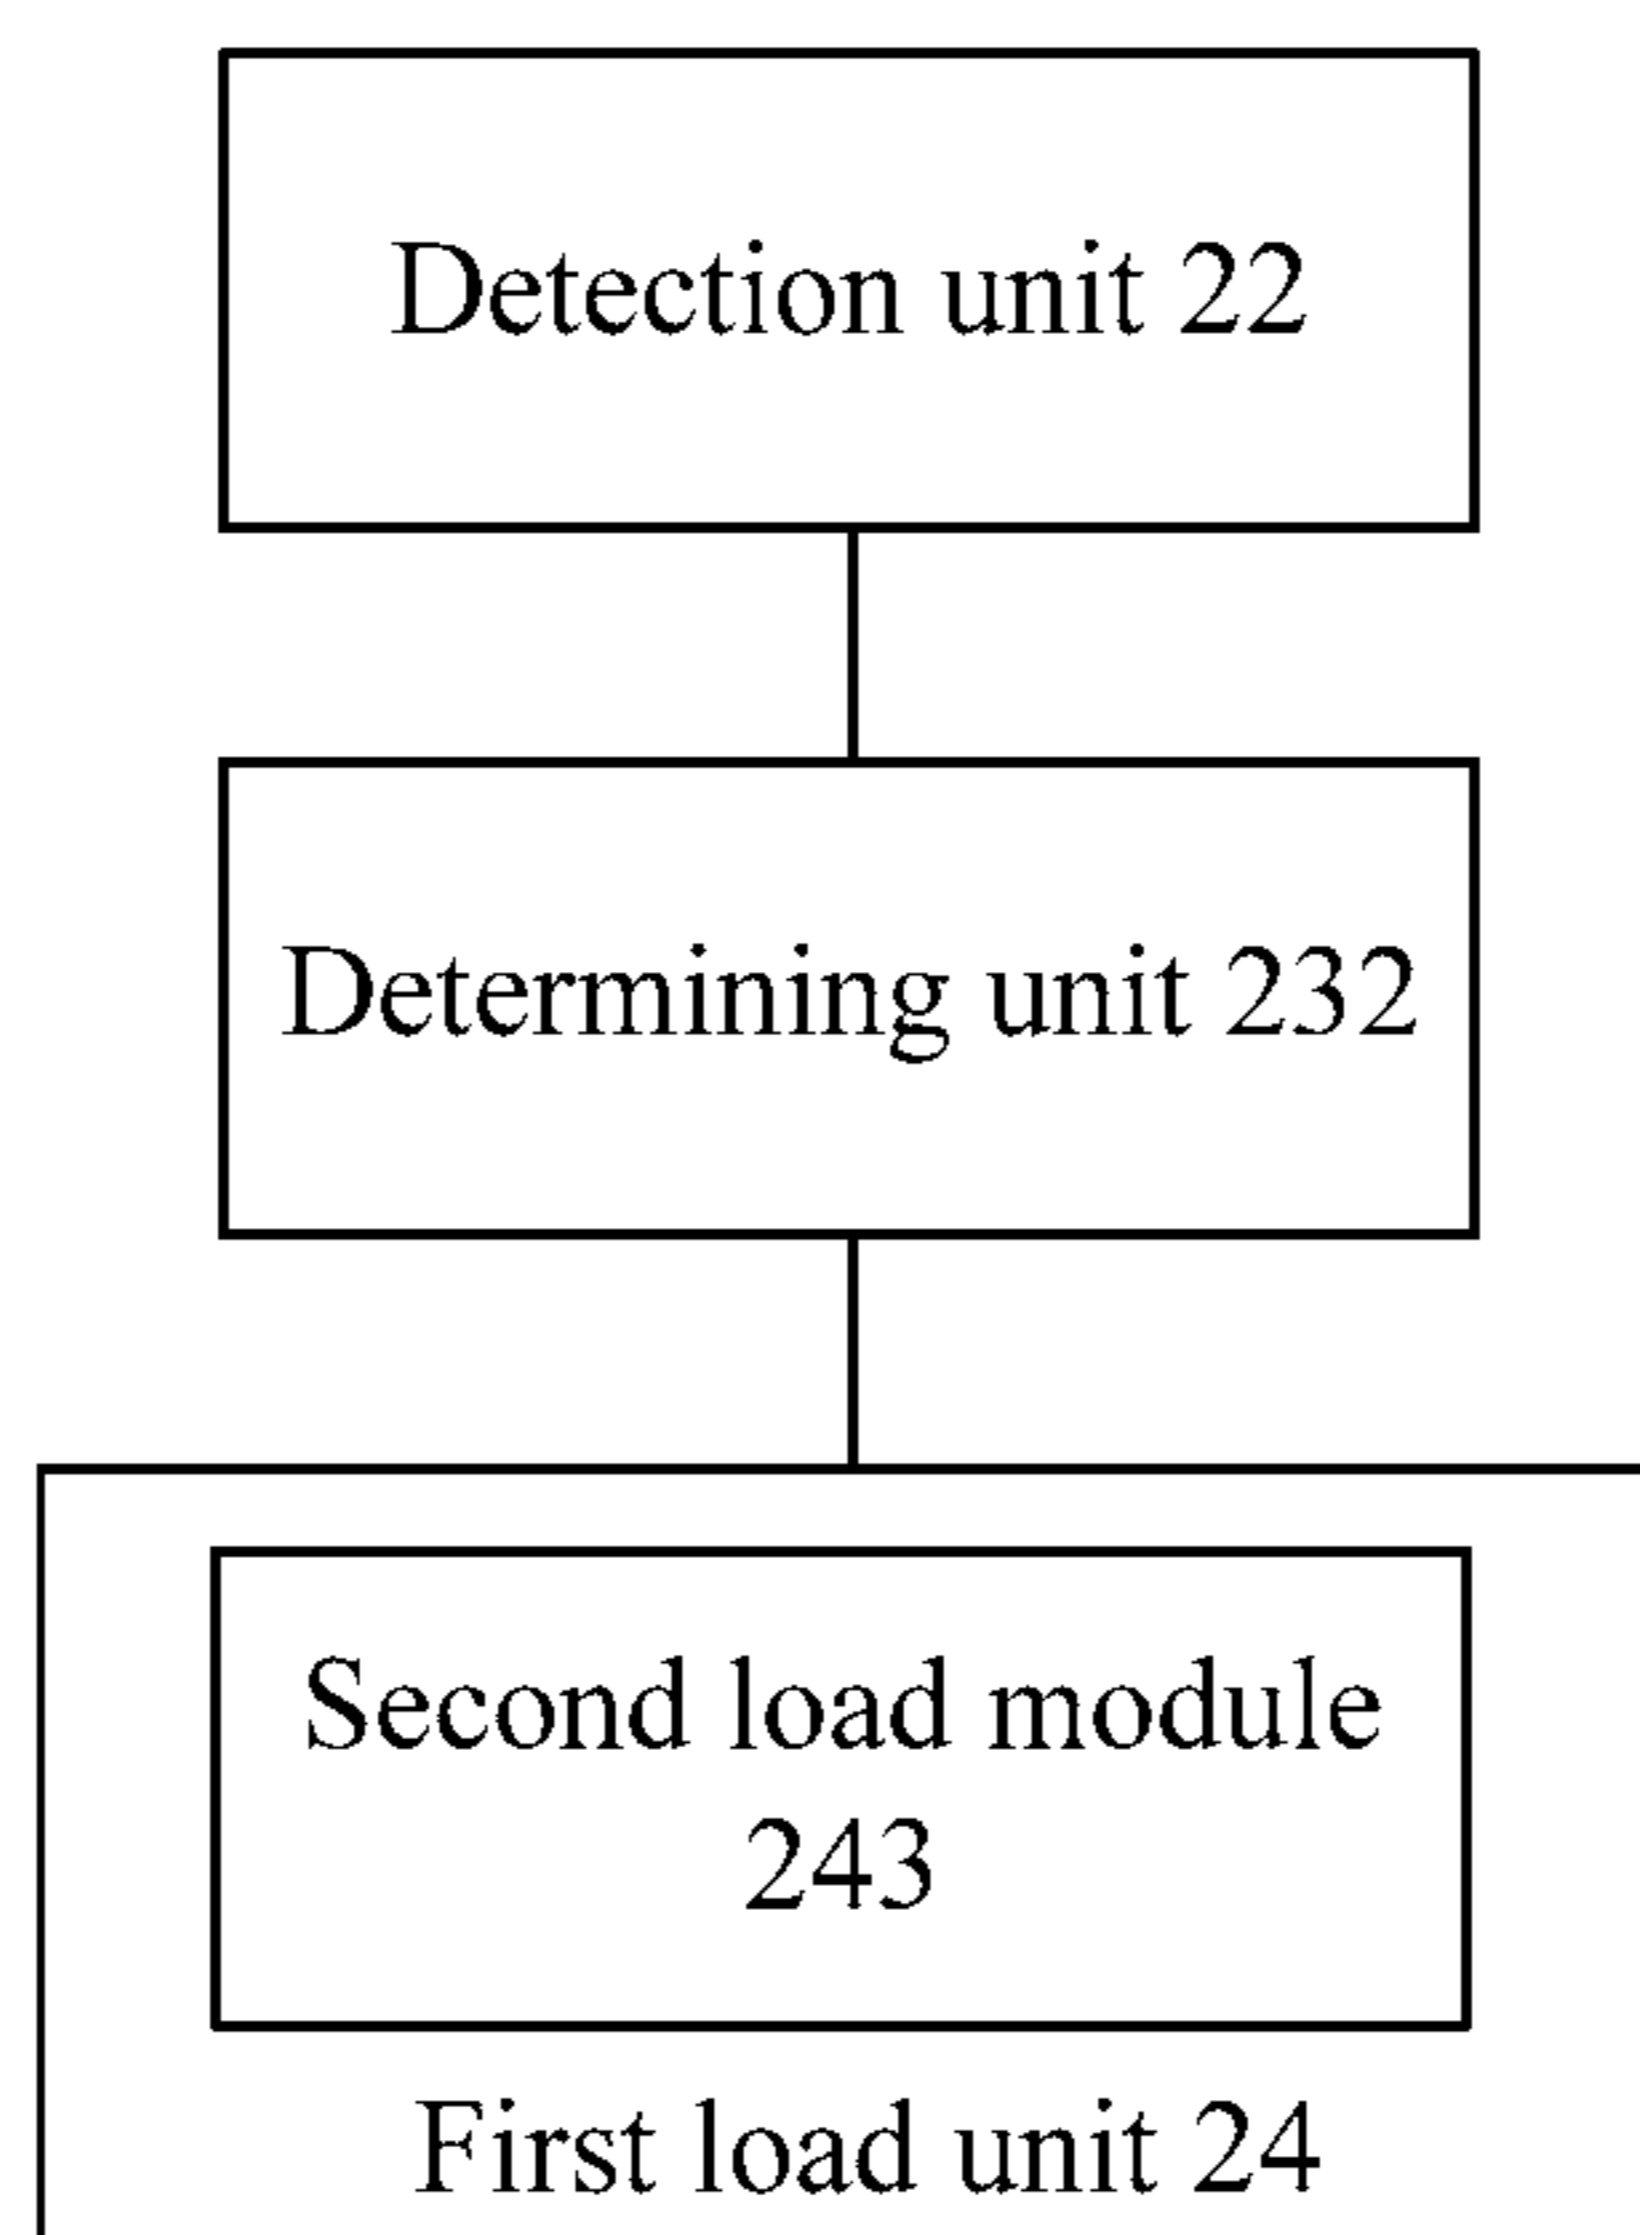 Detection unit 22
Determining unit 232
Second load module
243
First load unit 24